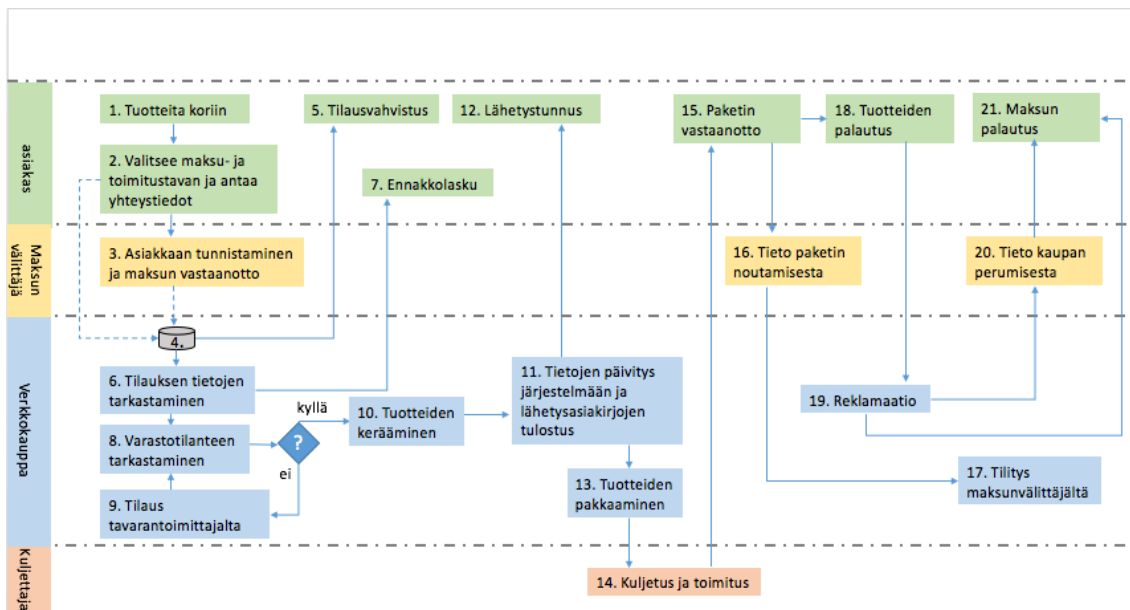 asiakas
1. Tuotteita koriin
5. Tilausvahvistus
12. Lähetystunnus
15. Paketin
vastaanotto
18. Tuotteiden
palautus
21. Maksun
palautus
2. Valitsee maksu- ja
toimitustavan ja antaa
yhteystiedot
7. Ennakkolasku
Maksun
välittäjä
3. Asiakkaan tunnistaminen
ja maksun vastaanotto
16. Tieto paketin
noutamisesta
20. Tieto kaupan
perumisesta
Verkkokauppa
4.
6. Tilauksen tietojen
tarkastaminen
kyllä
10. Tuotteiden
kerääminen
11. Tietojen päivitys
järjestelmään ja
lähetysasiakirjojen
tulostus
19. Reklamaatio
8. Varastotilanteen
tarkastaminen
?
ei
9. Tilaus
tavarantoimittajalta
13. Tuotteiden
pakkaaminen
17. Tilitys
maksunvälittäjältä
Kuljettaja
14. Kuljetus ja toimitus